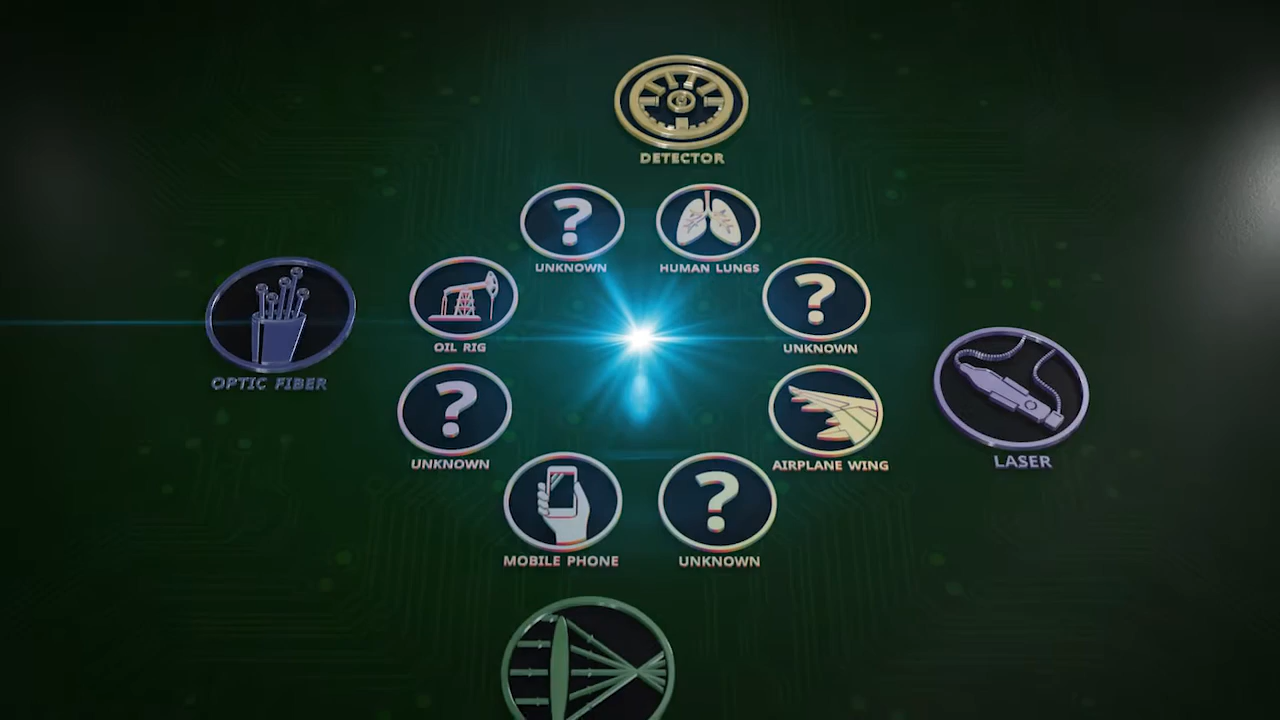 DETECTOR
UNKNOWN
HUMAN LUNGS
OIL RIG
UNKNOWN
OPTIC FIBER
UNKNOWN
AIRPLANE WING
LASER
MOBILE PHONE
UNKNOWN